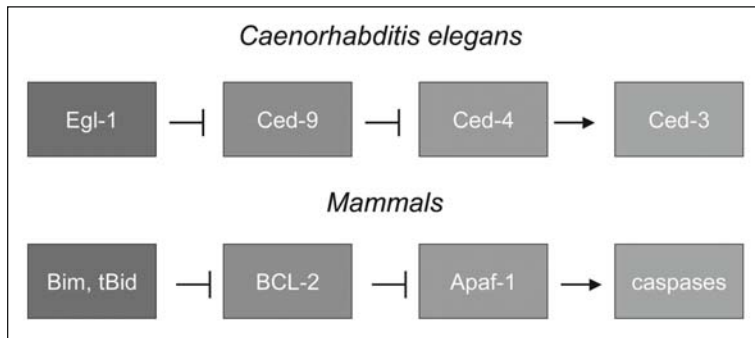 Caenorhabditis elegans
Egl-1 Ced-9 Ced-4 Ced-3
Mammals
Bim, tBid BCL-2 Apaf-1 caspases